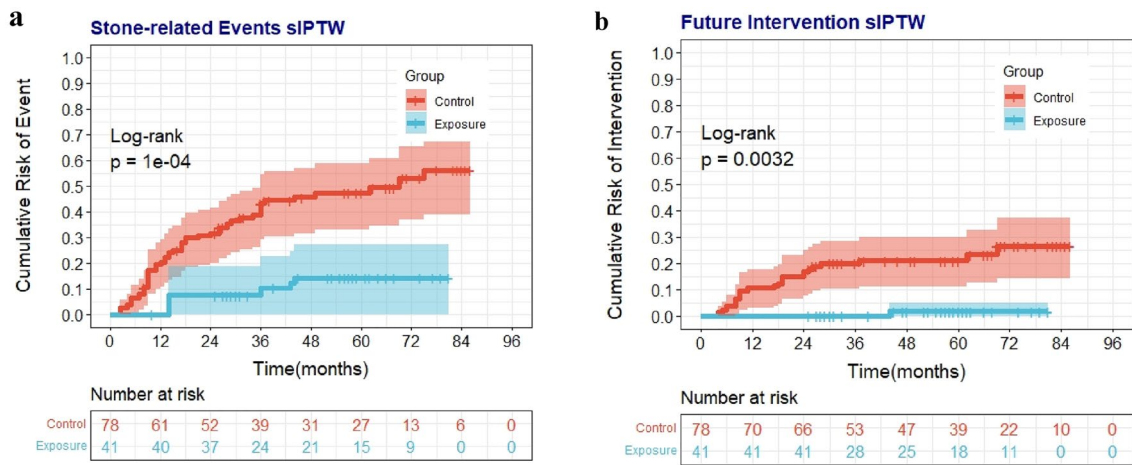 a
Stone-related Events sIPTW
Cumulative Risk of Event
1.0
0.9
0.8
0.7
0.6
0.5
0.4
0.3
0.2
0.1
0.0
Group
Control
Exposure
Log-rank
p = 1e-04
0 12 24 36 48 60 72 84 96
Time(months)
Number at risk
Control 78 61 52 39 31 27 13 6 0
Exposure 41 40 37 24 21 15 9 0 0
b
Future Intervention sIPTW
Cumulative Risk of Intervention
1.0
0.9
0.8
0.7
0.6
0.5
0.4
0.3
0.2
0.1
0.0
Group
Control
Exposure
Log-rank
p = 0.0032
0 12 24 36 48 60 72 84 96
Time(months)
Number at risk
Control 78 70 66 53 47 39 22 10 0
Exposure 41 41 41 28 25 18 11 0 0